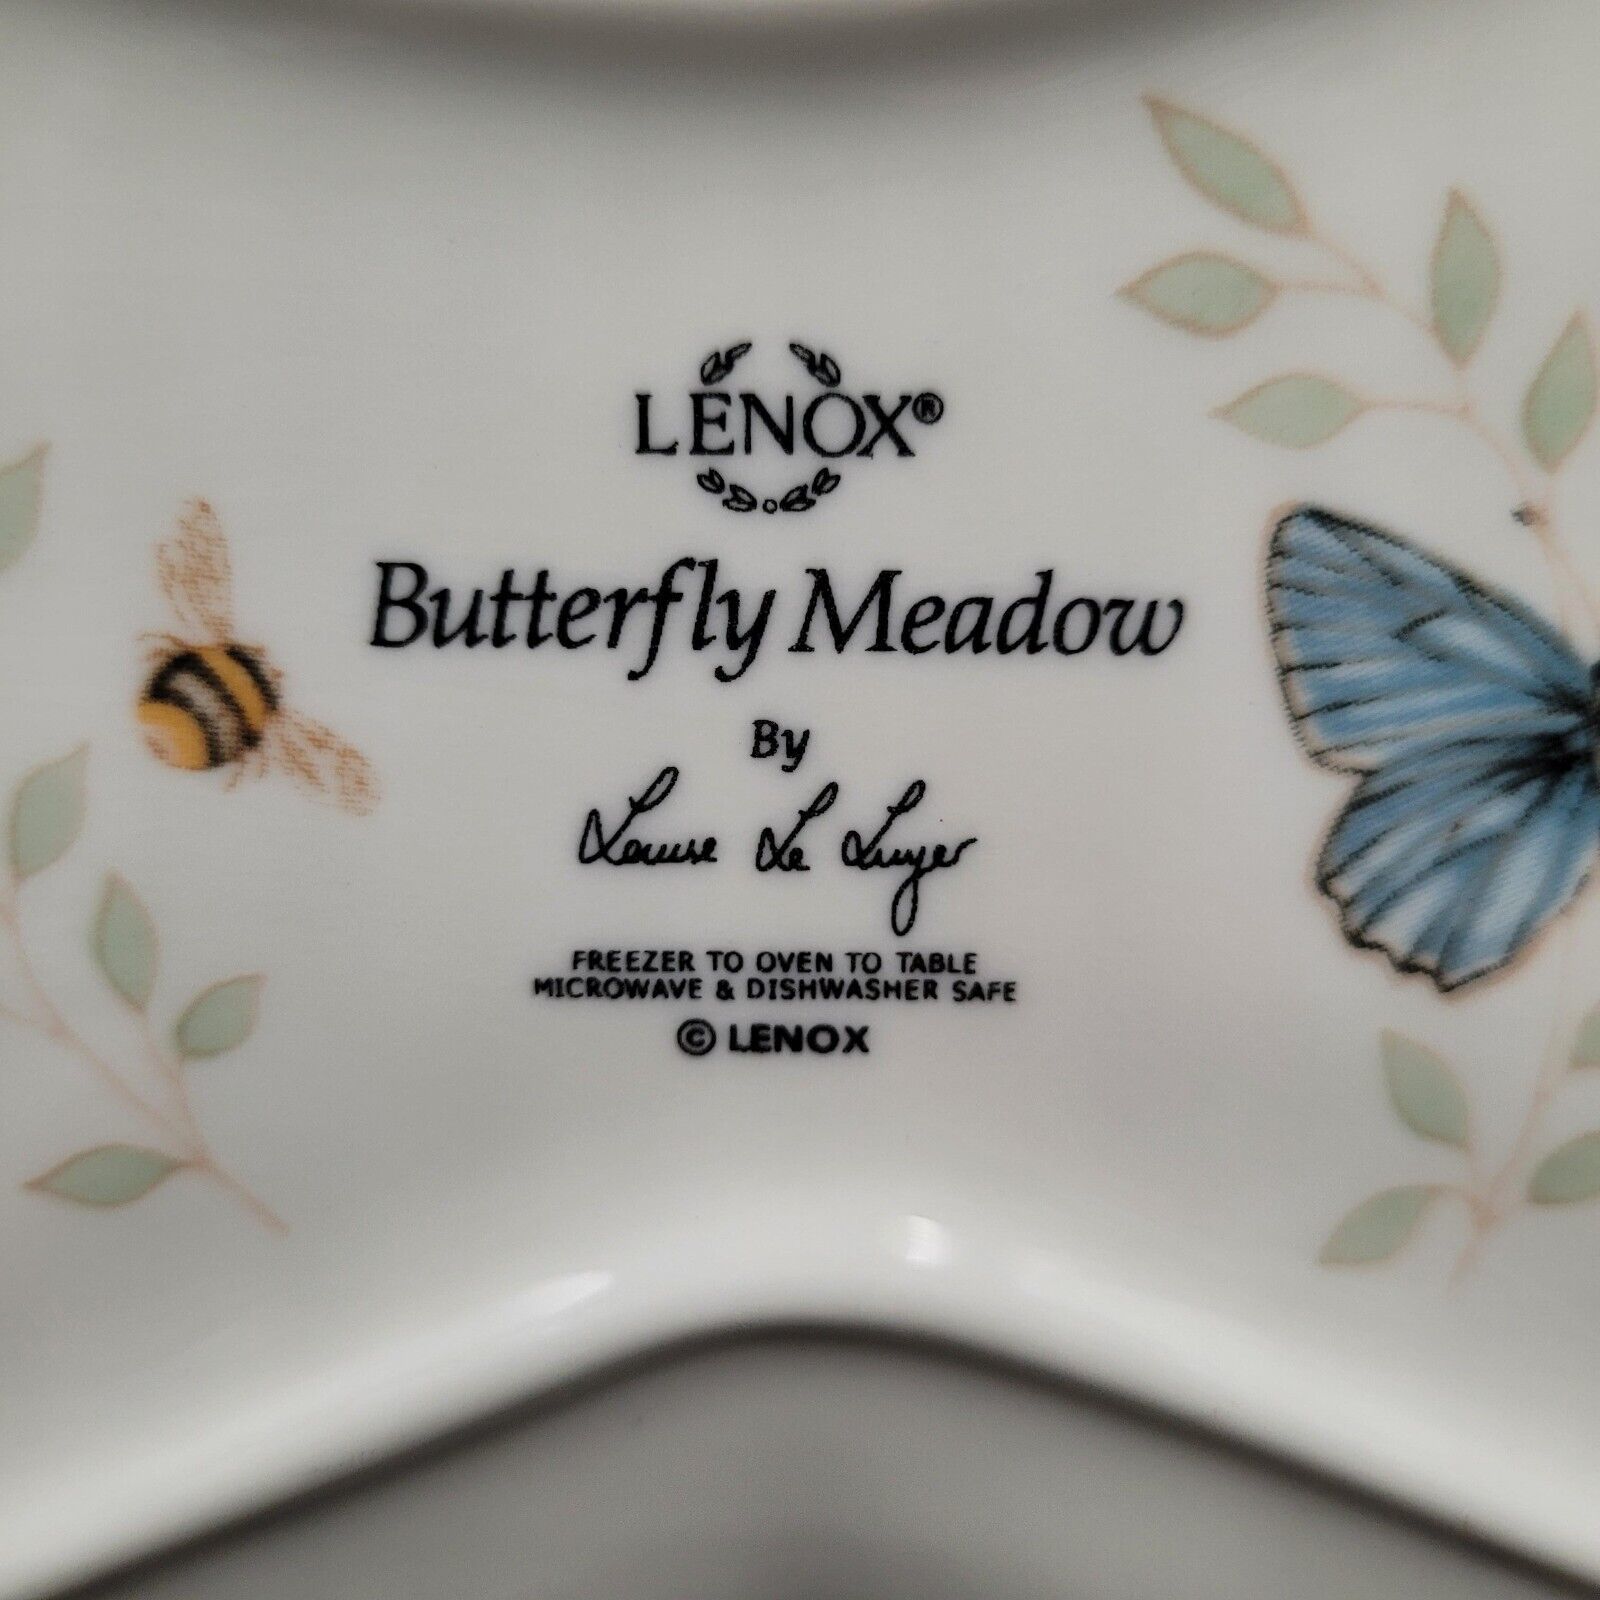 LENOX®
Butterfly Meadow
By
Louise Le Luyer
FREEZER TO OVEN TO TABLE
MICROWAVE & DISHWASHER SAFE
© LENOX